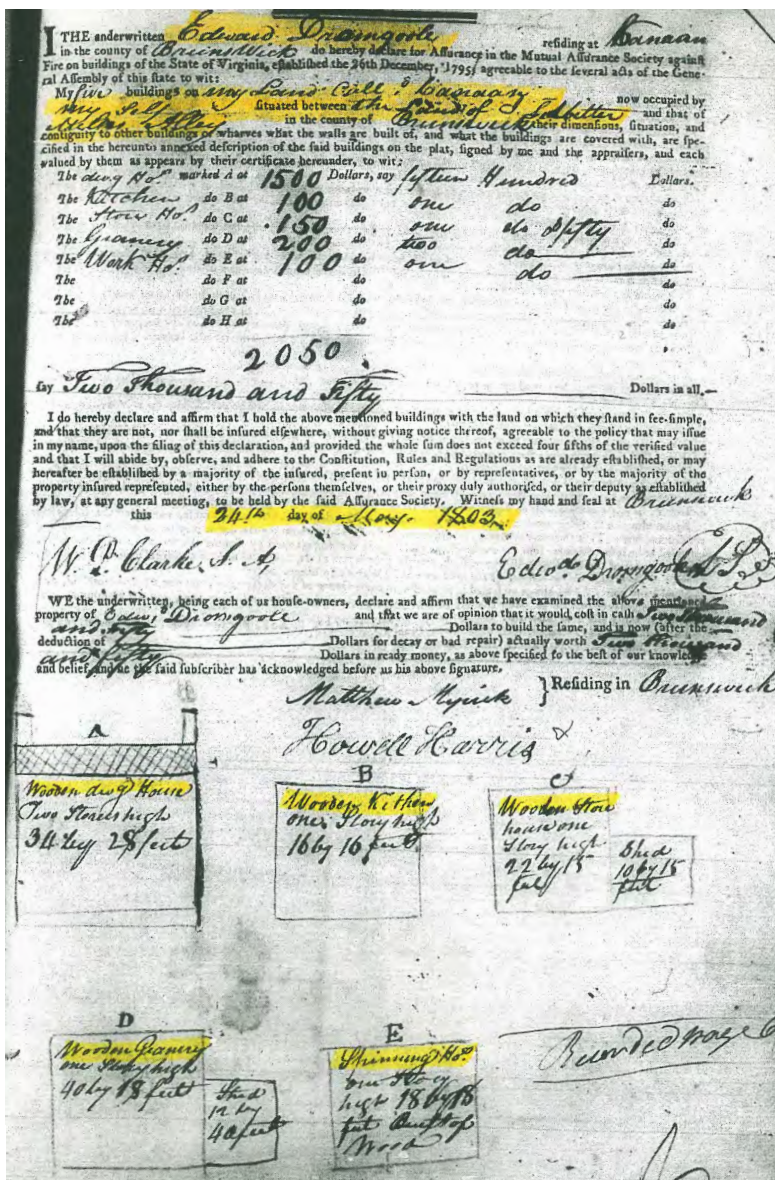 I THE underwritten Edward Dromgoole residing at Canaan
in the county of Brunswick do hereby declare for Assurance in the Mutual Assurance Society against
Fire on buildings of the State of Virginia, established the 26th December, 1795, agreeable to the several acts of the Gene-
ral Assembly of this state to wit:
My five buildings on my Land Call'd Canaan now occupied by
my self situated between the Land of Ledbetter and that of
in the county of Brunswick their dimensions, situation, and
contiguity to other buildings or wharves what the walls are built of, and what the buildings are covered with, are spe-
cified in the hereunto annexed description of the said buildings on the plat, signed by me and the appraisers, and each
valued by them as appears by their certificate hereunder, to wit:
The dwg Ho. marked A at 1500 Dollars, say fifteen Hundred Dollars.
The Kitchen do B at 100 do one do do
The Store Ho. do C at 150 do one do & fifty do
The Granery do D at 200 do two do do
The Work Ho. do E at 100 do one do do
The do F at do do
The do G at do do
The do H at do do
2050
say Two Thousand and Fifty Dollars in all.—
I do hereby declare and affirm that I hold the above mentioned buildings with the land on which they stand in fee-simple,
and that they are not, nor shall be insured elsewhere, without giving notice thereof, agreeable to the policy that may issue
in my name, upon the filing of this declaration, and provided the whole sum does not exceed four fifths of the verified value
and that I will abide by, observe, and adhere to the Constitution, Rules and Regulations as are already established, or may
hereafter be established by a majority of the insured, present in person, or by representatives, or by the majority of the
property insured represented, either by the persons themselves, or their proxy duly authorised, or their deputy as established
by law, at any general meeting, to be held by the said Assurance Society. Witness my hand and seal at Brunswick
this 24th day of May 1803
W. Clarke, S. A, Edwd Dromgoole LS
WE the underwritten, being each of us house-owners, declare and affirm that we have examined the above mentioned
property of Edwd Dromgoole and that we are of opinion that it would cost in cash Two thousand
and fifty Dollars to build the same, and is now (after the
deduction of Dollars for decay or bad repair) actually worth Two thousand
and fifty Dollars in ready money, as above specified to the best of our knowledge
and belief, and as the said subscriber has acknowledged before us his above signature.
Matthew Myrick } Residing in Brunswick
Howell Harris
A
Wooden dwg House
Two Stories high
34 by 28 feet
B
Wooden Kitchen
one Story high
16 by 16 feet
C
Wooden Store
house one
Story high
22 by 15
feet
Shed
10 by 15
feet
D
Wooden Granery
one Story high
40 by 18 feet
Shed
12 by
40 feet
E
Spinning Ho.
one Story
high 18 by 18
feet Built of
Wood
Recorded